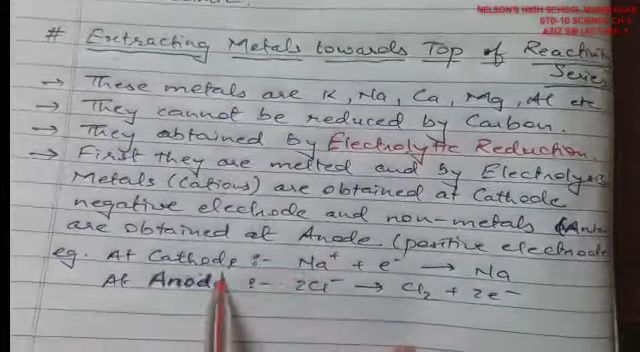 NELSON'S HIGH SCHOOL
STD-10 SCIENCE CH-3
# Extracting Metals towards Top of Reactivity
Series
→ These metals are K, Na, Ca, Mg, Al etc
→ They cannot be reduced by Carbon.
→ They obtained by Electrolytic Reduction.
→ First they are melted and by Electrolysis
Metals (Cations) are obtained at Cathode
negative electrode and non-metals
are obtained at Anode. (positive electrode
eg. At Cathode :- Na⁺ + e⁻ → Na
At Anode :- 2Cl⁻ → Cl₂ + 2e⁻